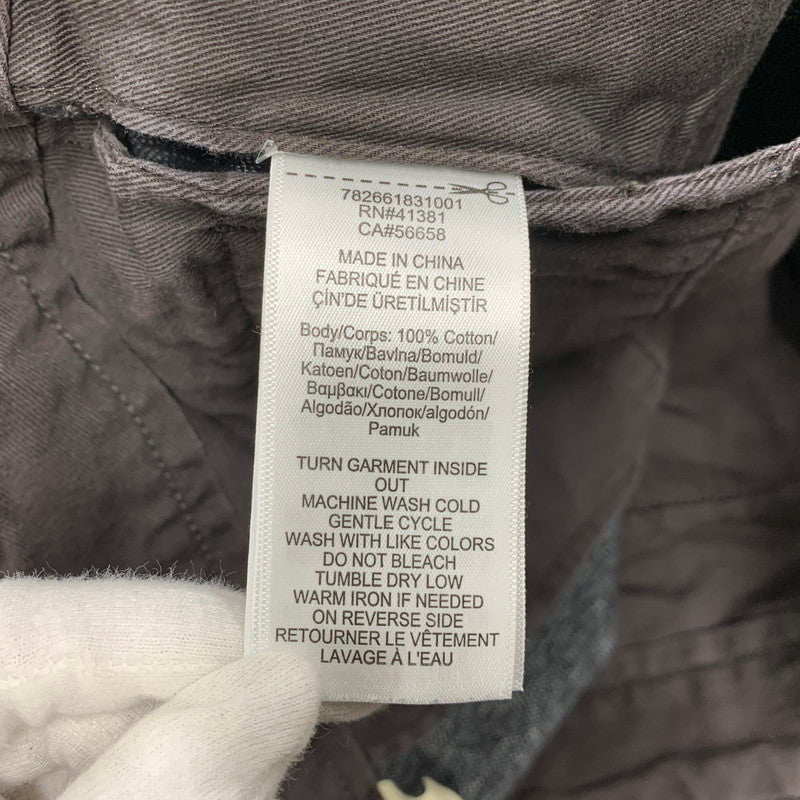 782661831001
RN#41381
CA#56658
MADE IN CHINA
FABRIQUÉ EN CHINE
ÇİN'DE ÜRETİLMİŞTİR
Body/Corps: 100% Cotton/
Памук/Bavlna/Bomuld/
Katoen/Coton/Baumwolle/
Βαμβακι/Cotone/Bomull/
Algodão/Хлопок/algodón/
Pamuk
TURN GARMENT INSIDE
OUT
MACHINE WASH COLD
GENTLE CYCLE
WASH WITH LIKE COLORS
DO NOT BLEACH
TUMBLE DRY LOW
WARM IRON IF NEEDED
ON REVERSE SIDE
RETOURNER LE VÊTEMENT
LAVAGE À L'EAU